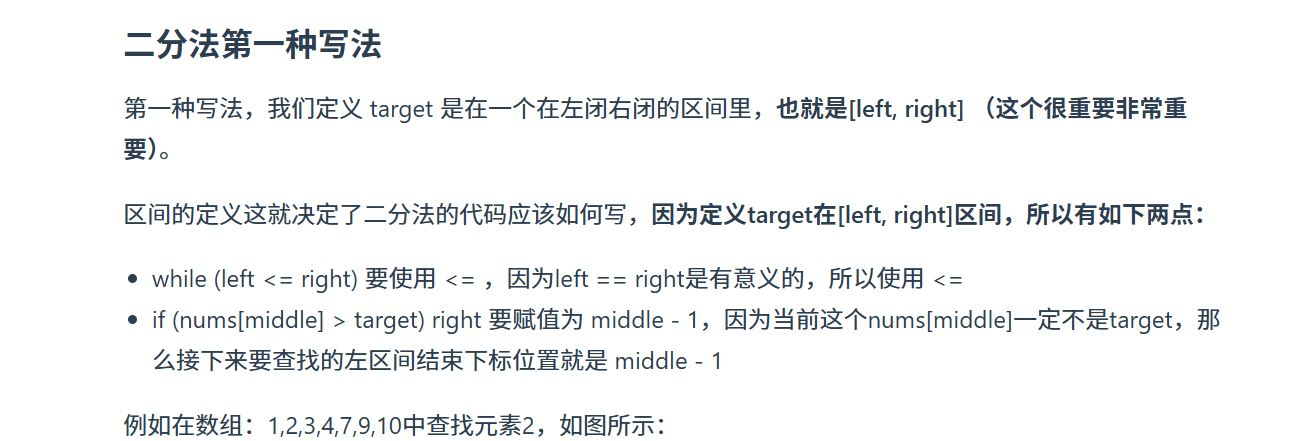 二分法第一种写法
第一种写法，我们定义 target 是在一个在左闭右闭的区间里，也就是[left, right] （这个很重要非常重
要）。
区间的定义这就决定了二分法的代码应该如何写，因为定义target在[left, right]区间，所以有如下两点：
• while (left <= right) 要使用 <= ，因为left == right是有意义的，所以使用 <=
• if (nums[middle] > target) right 要赋值为 middle - 1，因为当前这个nums[middle]一定不是target，那
么接下来要查找的左区间结束下标位置就是 middle - 1
例如在数组：1,2,3,4,7,9,10中查找元素2，如图所示：